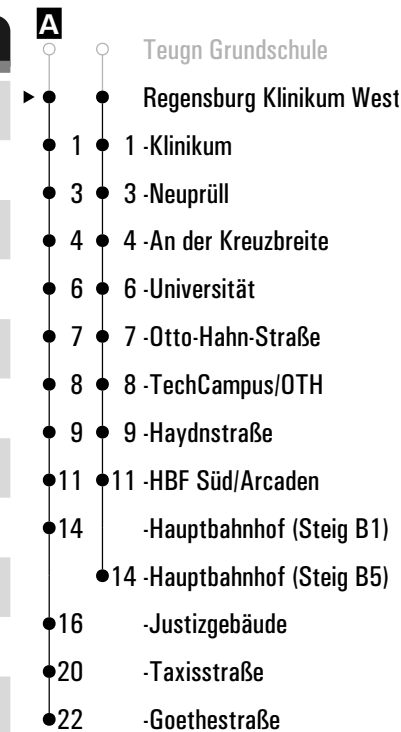 A
Teugn Grundschule
Regensburg Klinikum West
1 1 -Klinikum
3 3 -Neuprüll
4 4 -An der Kreuzbreite
6 6 -Universität
7 7 -Otto-Hahn-Straße
8 8 -TechCampus/OTH
9 9 -Haydnstraße
11 11 -HBF Süd/Arcaden
14 -Hauptbahnhof (Steig B1)
14 -Hauptbahnhof (Steig B5)
16 -Justizgebäude
20 -Taxisstraße
22 -Goethestraße